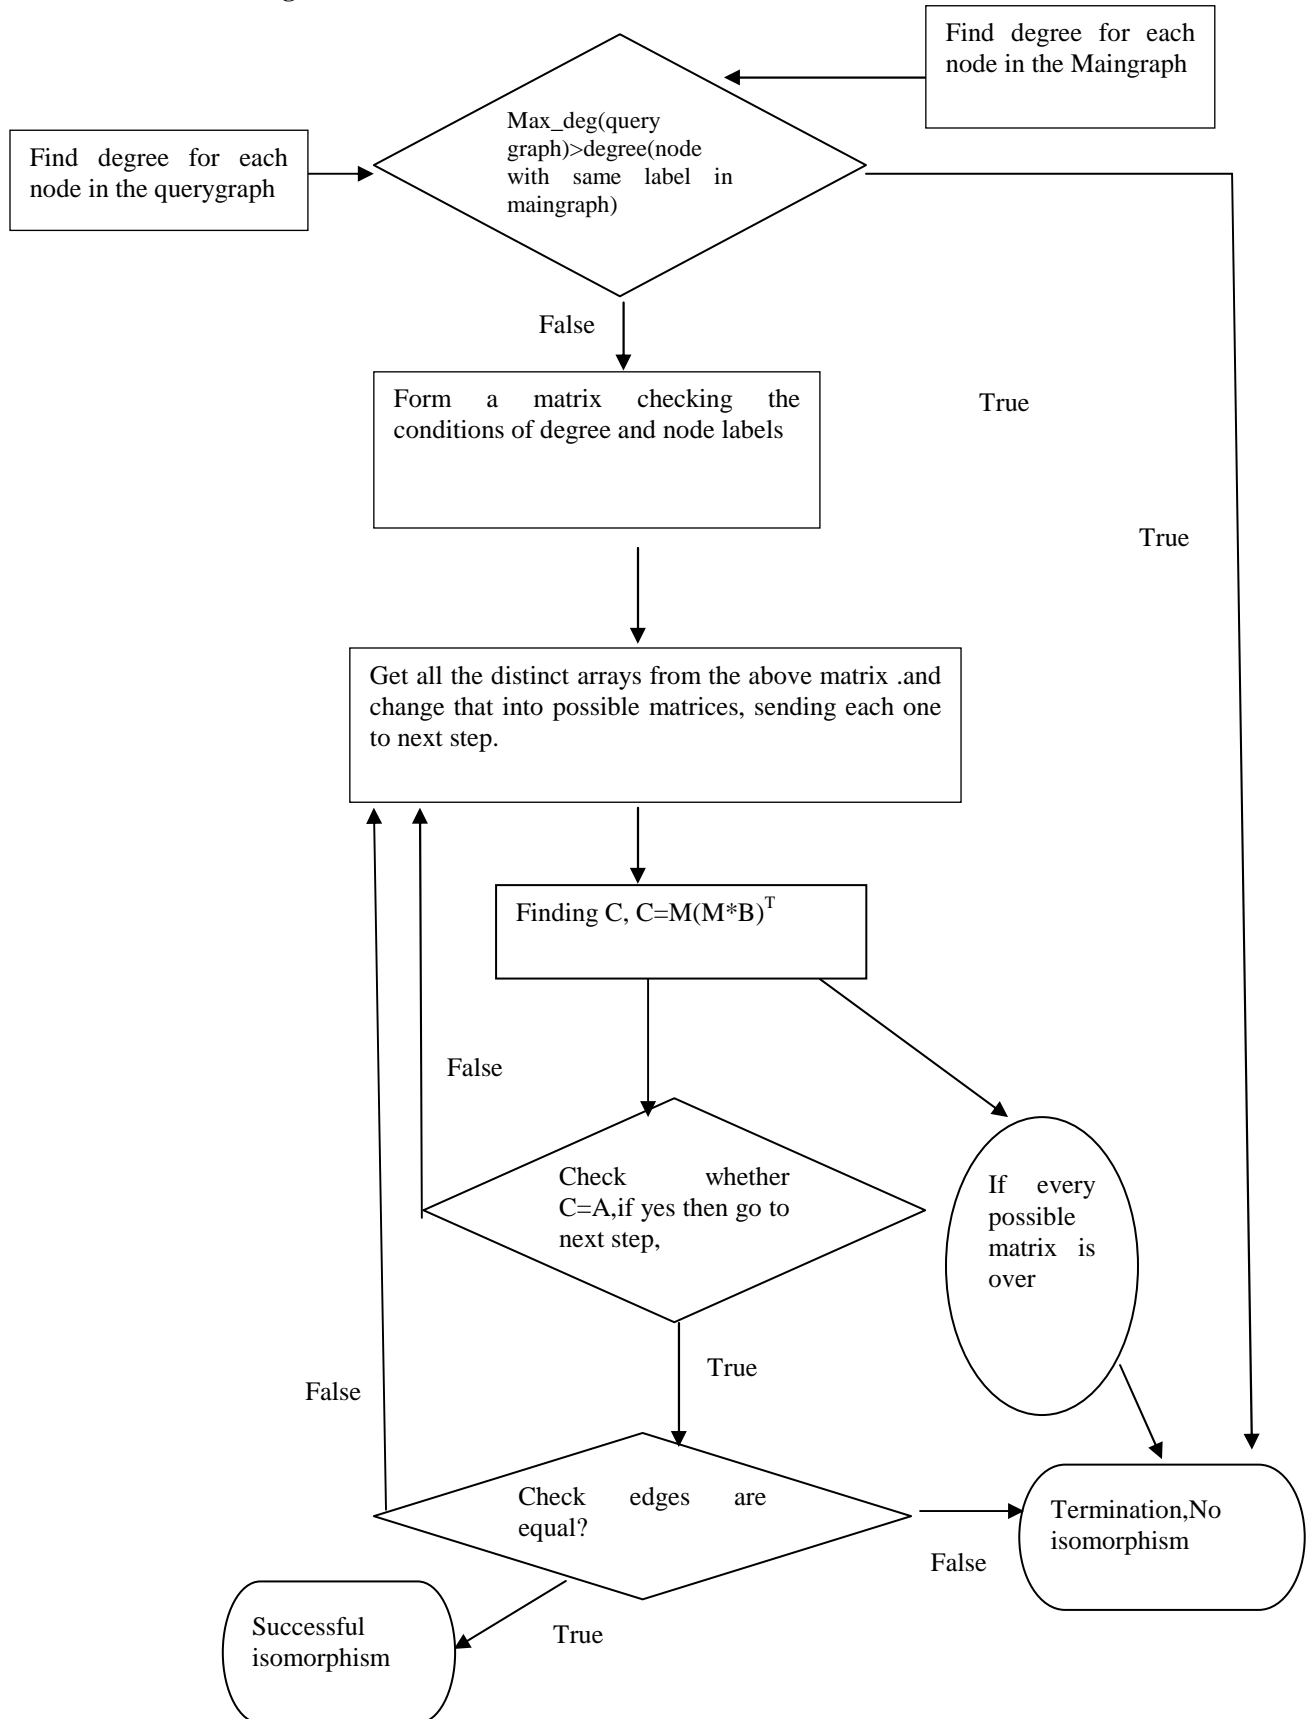 Find degree for each
node in the Maingraph
Max_deg(query
graph)>degree(node
with same label in
maingraph)
Find degree for each
node in the querygraph
False
Form a matrix checking the
conditions of degree and node labels
True
True
Get all the distinct arrays from the above matrix .and
change that into possible matrices, sending each one
to next step.
Finding C, C=M(M*B)^T
False
Check whether
C=A,if yes then go to
next step,
If every
possible
matrix is
over
True
False
Check edges are
equal?
Termination,No
isomorphism
False
Successful
isomorphism
True